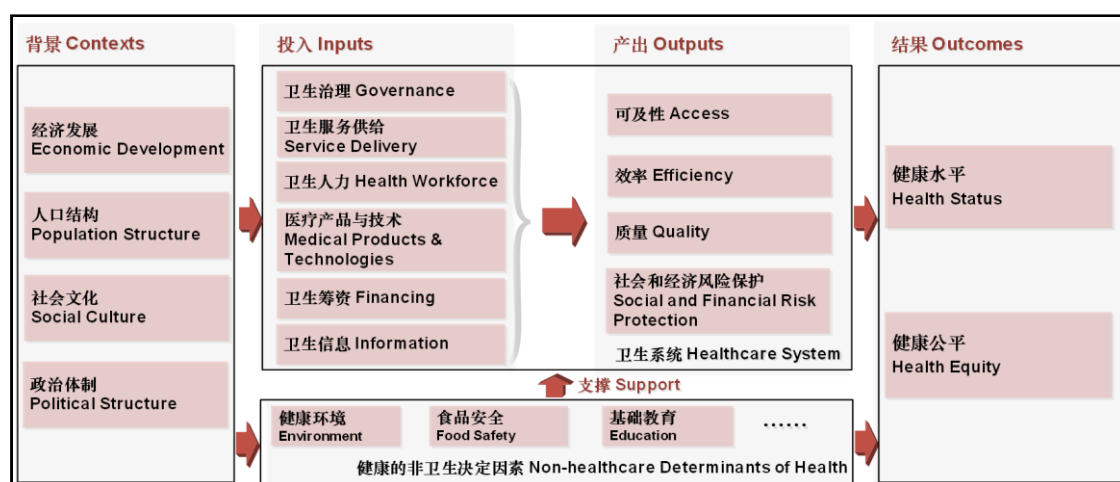 背景 Contexts
经济发展
Economic Development
人口结构
Population Structure
社会文化
Social Culture
政治体制
Political Structure
投入 Inputs
卫生治理 Governance
卫生服务供给
Service Delivery
卫生人力 Health Workforce
医疗产品与技术
Medical Products &
Technologies
卫生筹资 Financing
卫生信息 Information
产出 Outputs
可及性 Access
效率 Efficiency
质量 Quality
社会和经济风险保护
Social and Financial Risk
Protection
卫生系统 Healthcare System
支撑 Support
健康环境
Environment
食品安全
Food Safety
基础教育
Education
······
健康的非卫生决定因素 Non-healthcare Determinants of Health
结果 Outcomes
健康水平
Health Status
健康公平
Health Equity